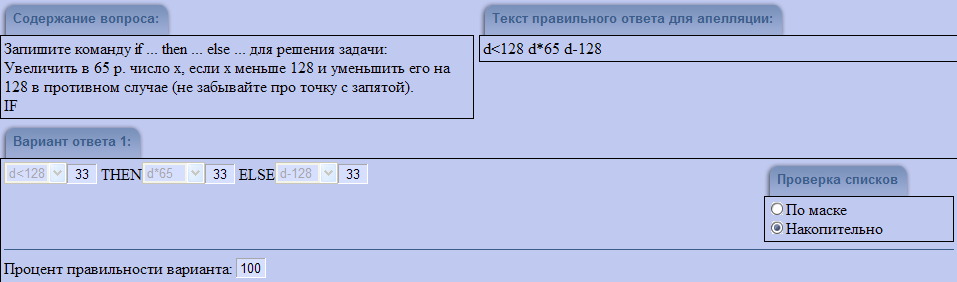 Содержание вопроса:
Текст правильного ответа для апелляции:
Запишите команду if ... then ... else ... для решения задачи:
Увеличить в 65 р. число x, если x меньше 128 и уменьшить его на
128 в противном случае (не забывайте про точку с запятой).
IF
d<128 d*65 d-128
Вариант ответа 1:
d<128 33 THEN d*65 33 ELSE d-128 33
Проверка списков
По маске
Накопительно
Процент правильности варианта: 100